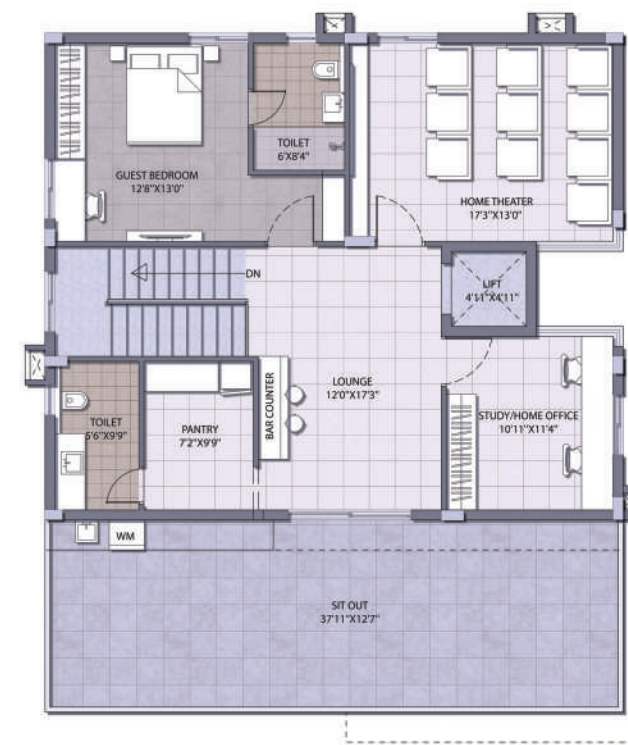 TOILET
6'X8'4"
GUEST BEDROOM
12'8"X13'0"
HOME THEATER
17'3"X13'0"
DN
LIFT
4'11"X4'11"
LOUNGE
12'0"X17'3"
BAR COUNTER
TOILET
5'6"X9'9"
PANTRY
7'2"X9'9"
STUDY/HOME OFFICE
10'11"X11'4"
WM
SIT OUT
37'11"X12'7"